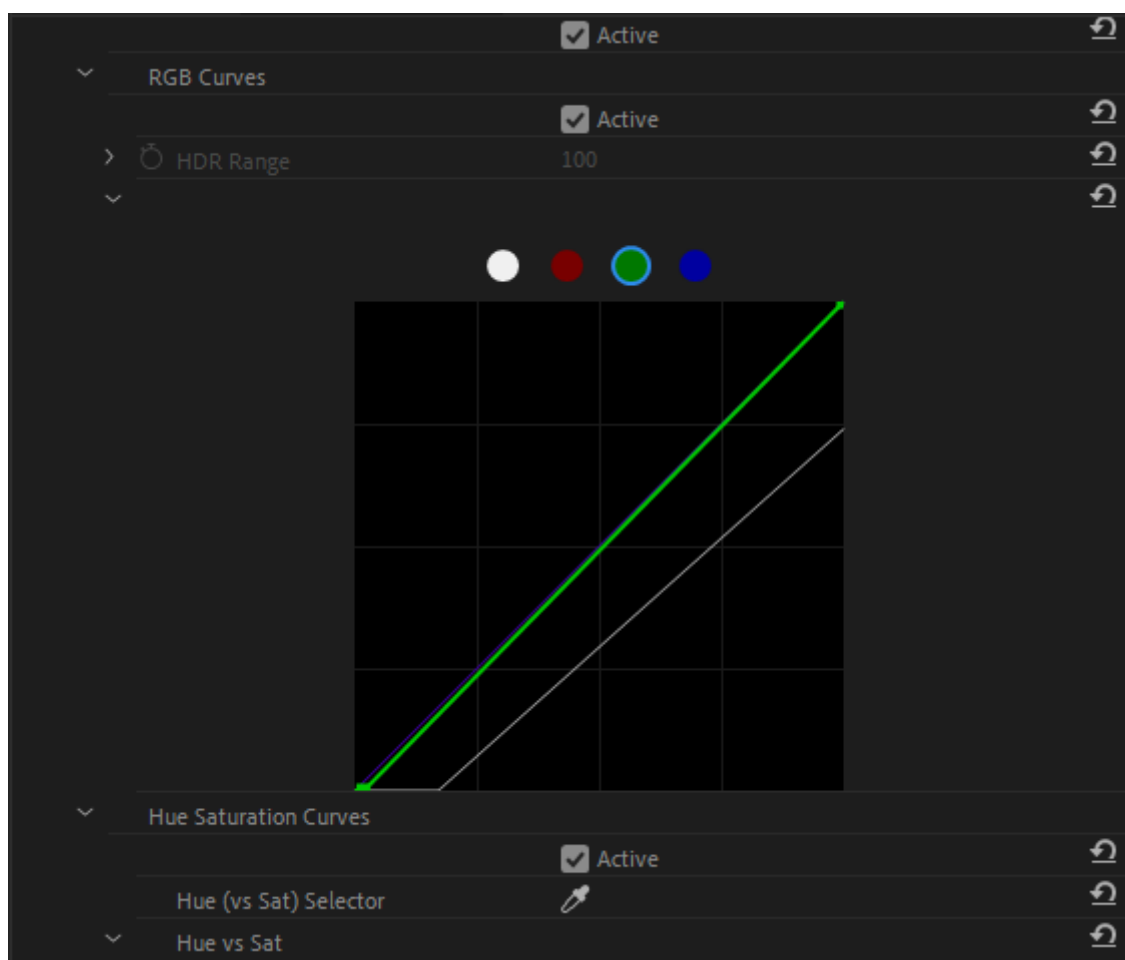 Active
RGB Curves
Active
HDR Range 100
Hue Saturation Curves
Active
Hue (vs Sat) Selector
Hue vs Sat